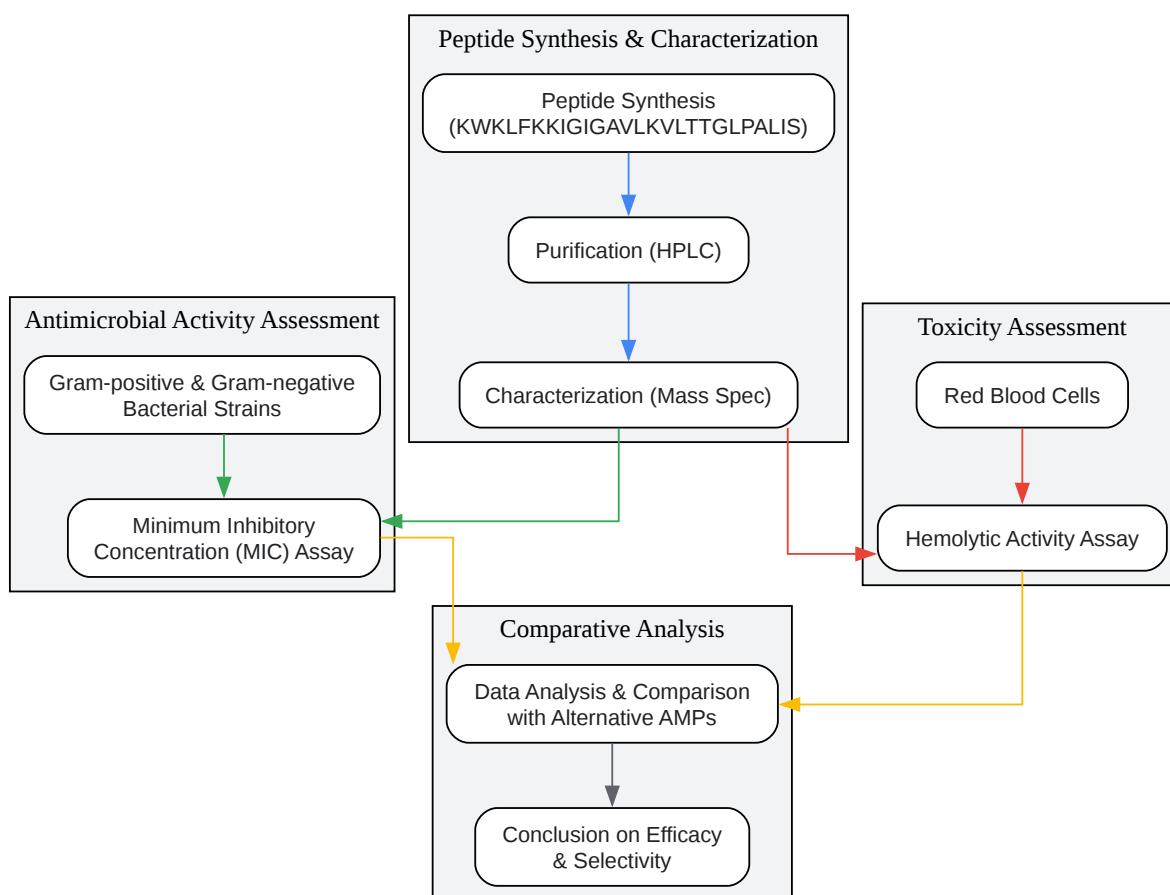 Peptide Synthesis & Characterization
Peptide Synthesis
(KWKLFKKIGIGAVLKVLTTGLPALIS)
Purification (HPLC)
Characterization (Mass Spec)
Antimicrobial Activity Assessment
Gram-positive & Gram-negative
Bacterial Strains
Minimum Inhibitory
Concentration (MIC) Assay
Toxicity Assessment
Red Blood Cells
Hemolytic Activity Assay
Comparative Analysis
Data Analysis & Comparison
with Alternative AMPs
Conclusion on Efficacy
& Selectivity